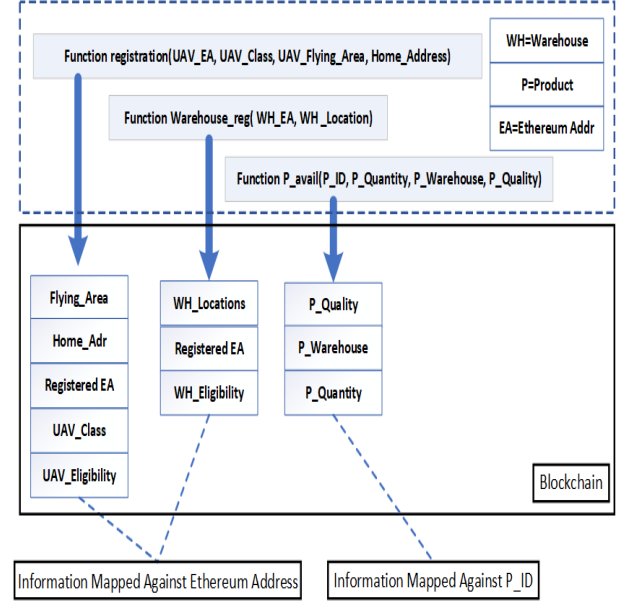 WH=Warehouse
Function registration(UAV_EA, UAV_Class, UAV_Flying_Area, Home_Address)
P=Product
Function Warehouse_reg( WH_EA, WH _Location)
EA=Ethereum Addr
Function P_avail(P_ID, P_Quantity, P_Warehouse, P_Quality)
Flying_Area
Home_Adr
Registered EA
UAV_Class
UAV_Eligibility
WH_Locations
Registered EA
WH_Eligibility
P_Quality
P_Warehouse
P_Quantity
Blockchain
Information Mapped Against Ethereum Address
Information Mapped Against P_ID